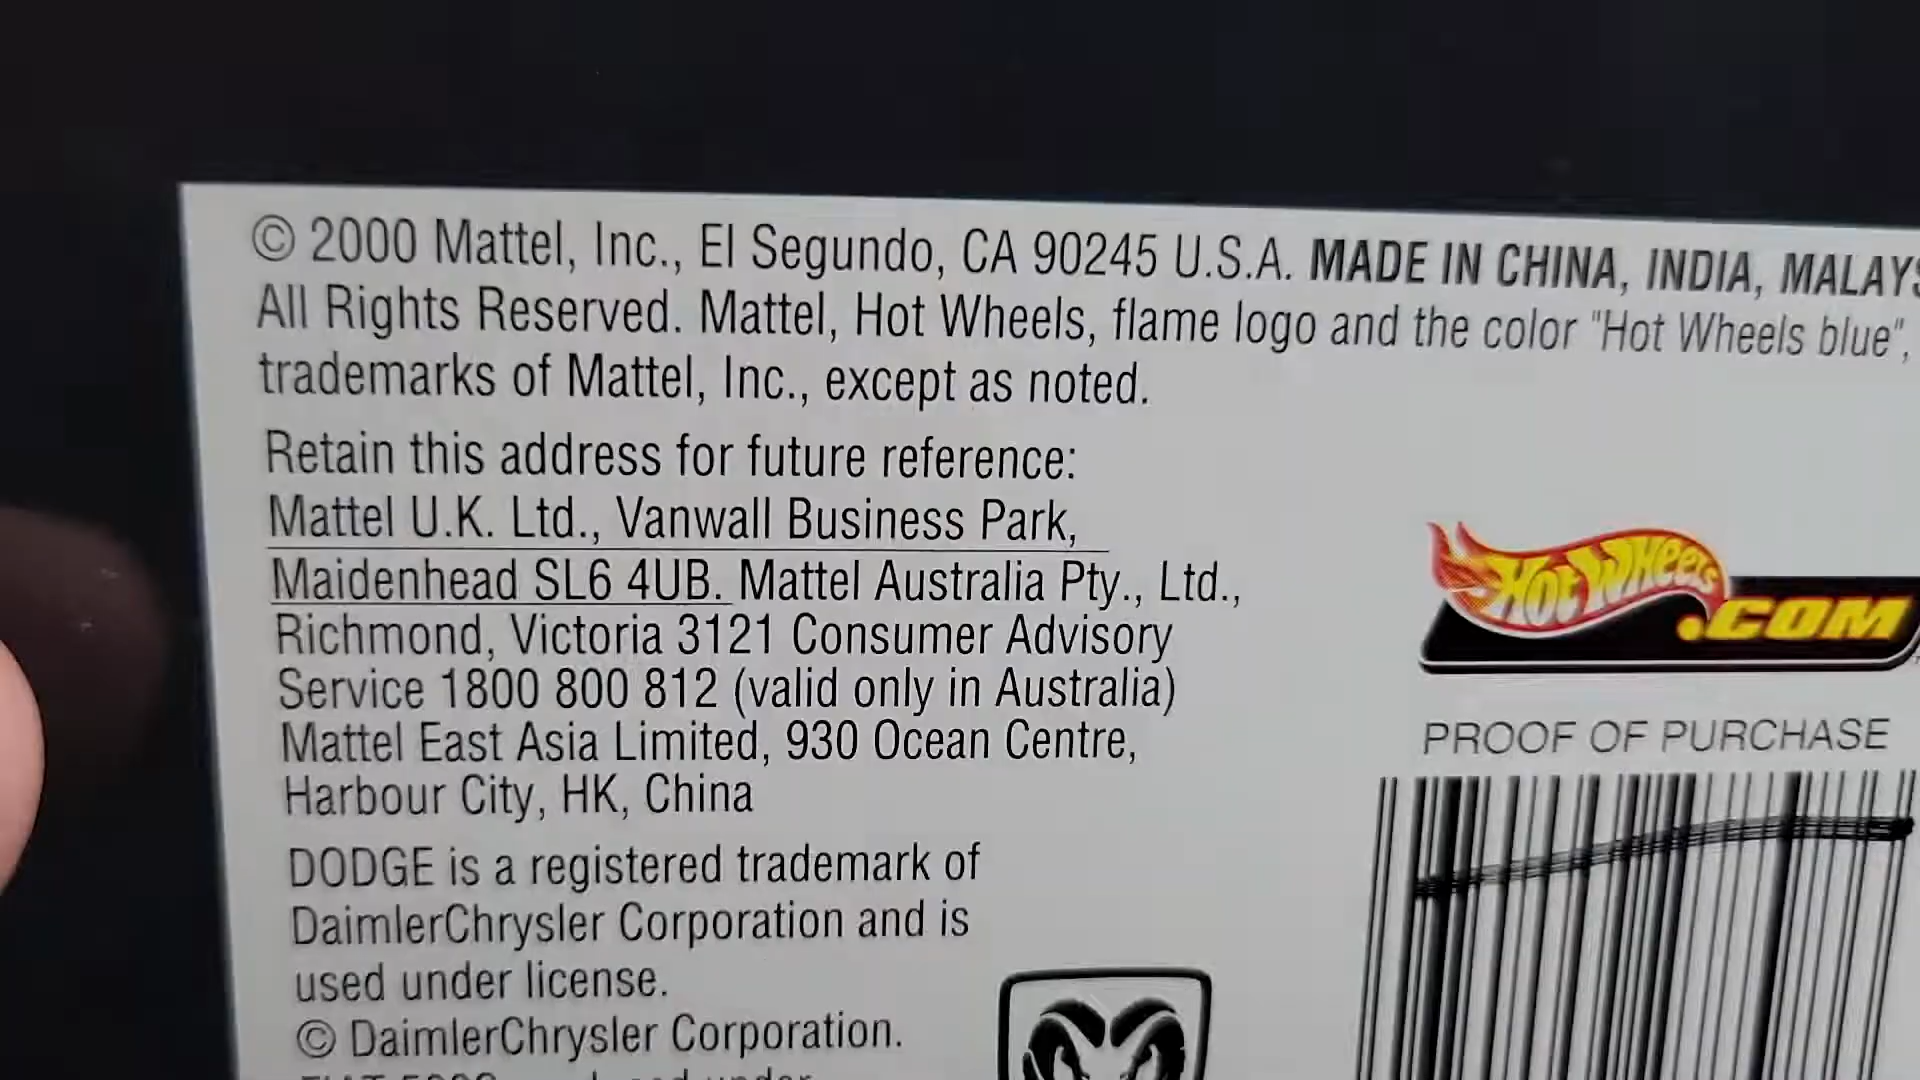 © 2000 Mattel, Inc., El Segundo, CA 90245 U.S.A. MADE IN CHINA, INDIA,
All Rights Reserved. Mattel, Hot Wheels, flame logo and the color "Hot Wheels blue",
trademarks of Mattel, Inc., except as noted.
Retain this address for future reference:
Mattel U.K. Ltd., Vanwall Business Park,
Maidenhead SL6 4UB. Mattel Australia Pty., Ltd.,
Richmond, Victoria 3121 Consumer Advisory
Service 1800 800 812 (valid only in Australia)
Mattel East Asia Limited, 930 Ocean Centre,
Harbour City, HK, China
DODGE is a registered trademark of
DaimlerChrysler Corporation and is
used under license.
© DaimlerChrysler Corporation.
Hot Wheels
.COM
PROOF OF PURCHASE